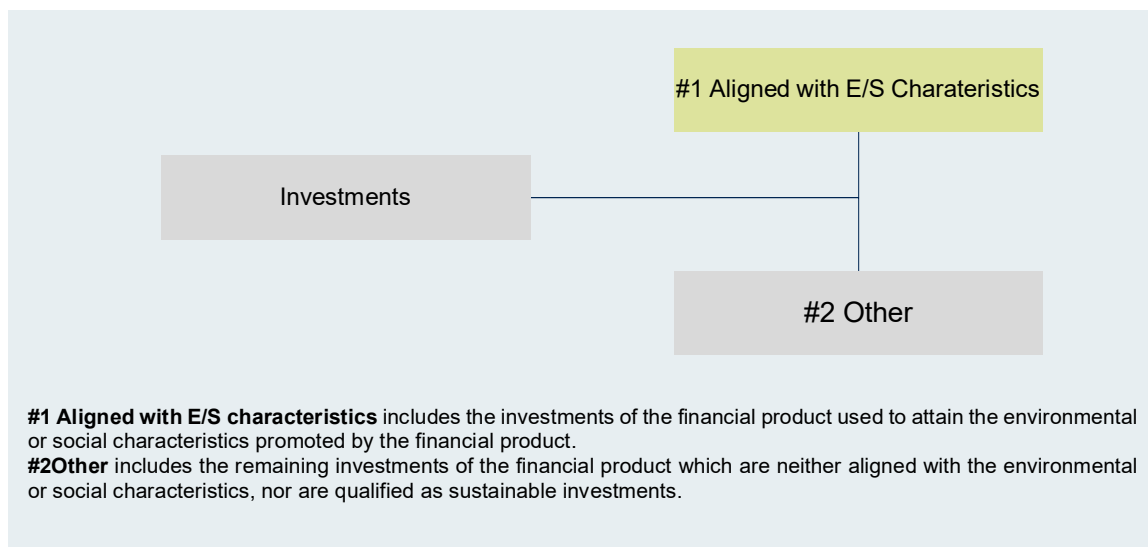 #1 Aligned with E/S Charateristics
Investments
#2 Other
#1 Aligned with E/S characteristics includes the investments of the financial product used to attain the environmental
or social characteristics promoted by the financial product.
#2Other includes the remaining investments of the financial product which are neither aligned with the environmental
or social characteristics, nor are qualified as sustainable investments.